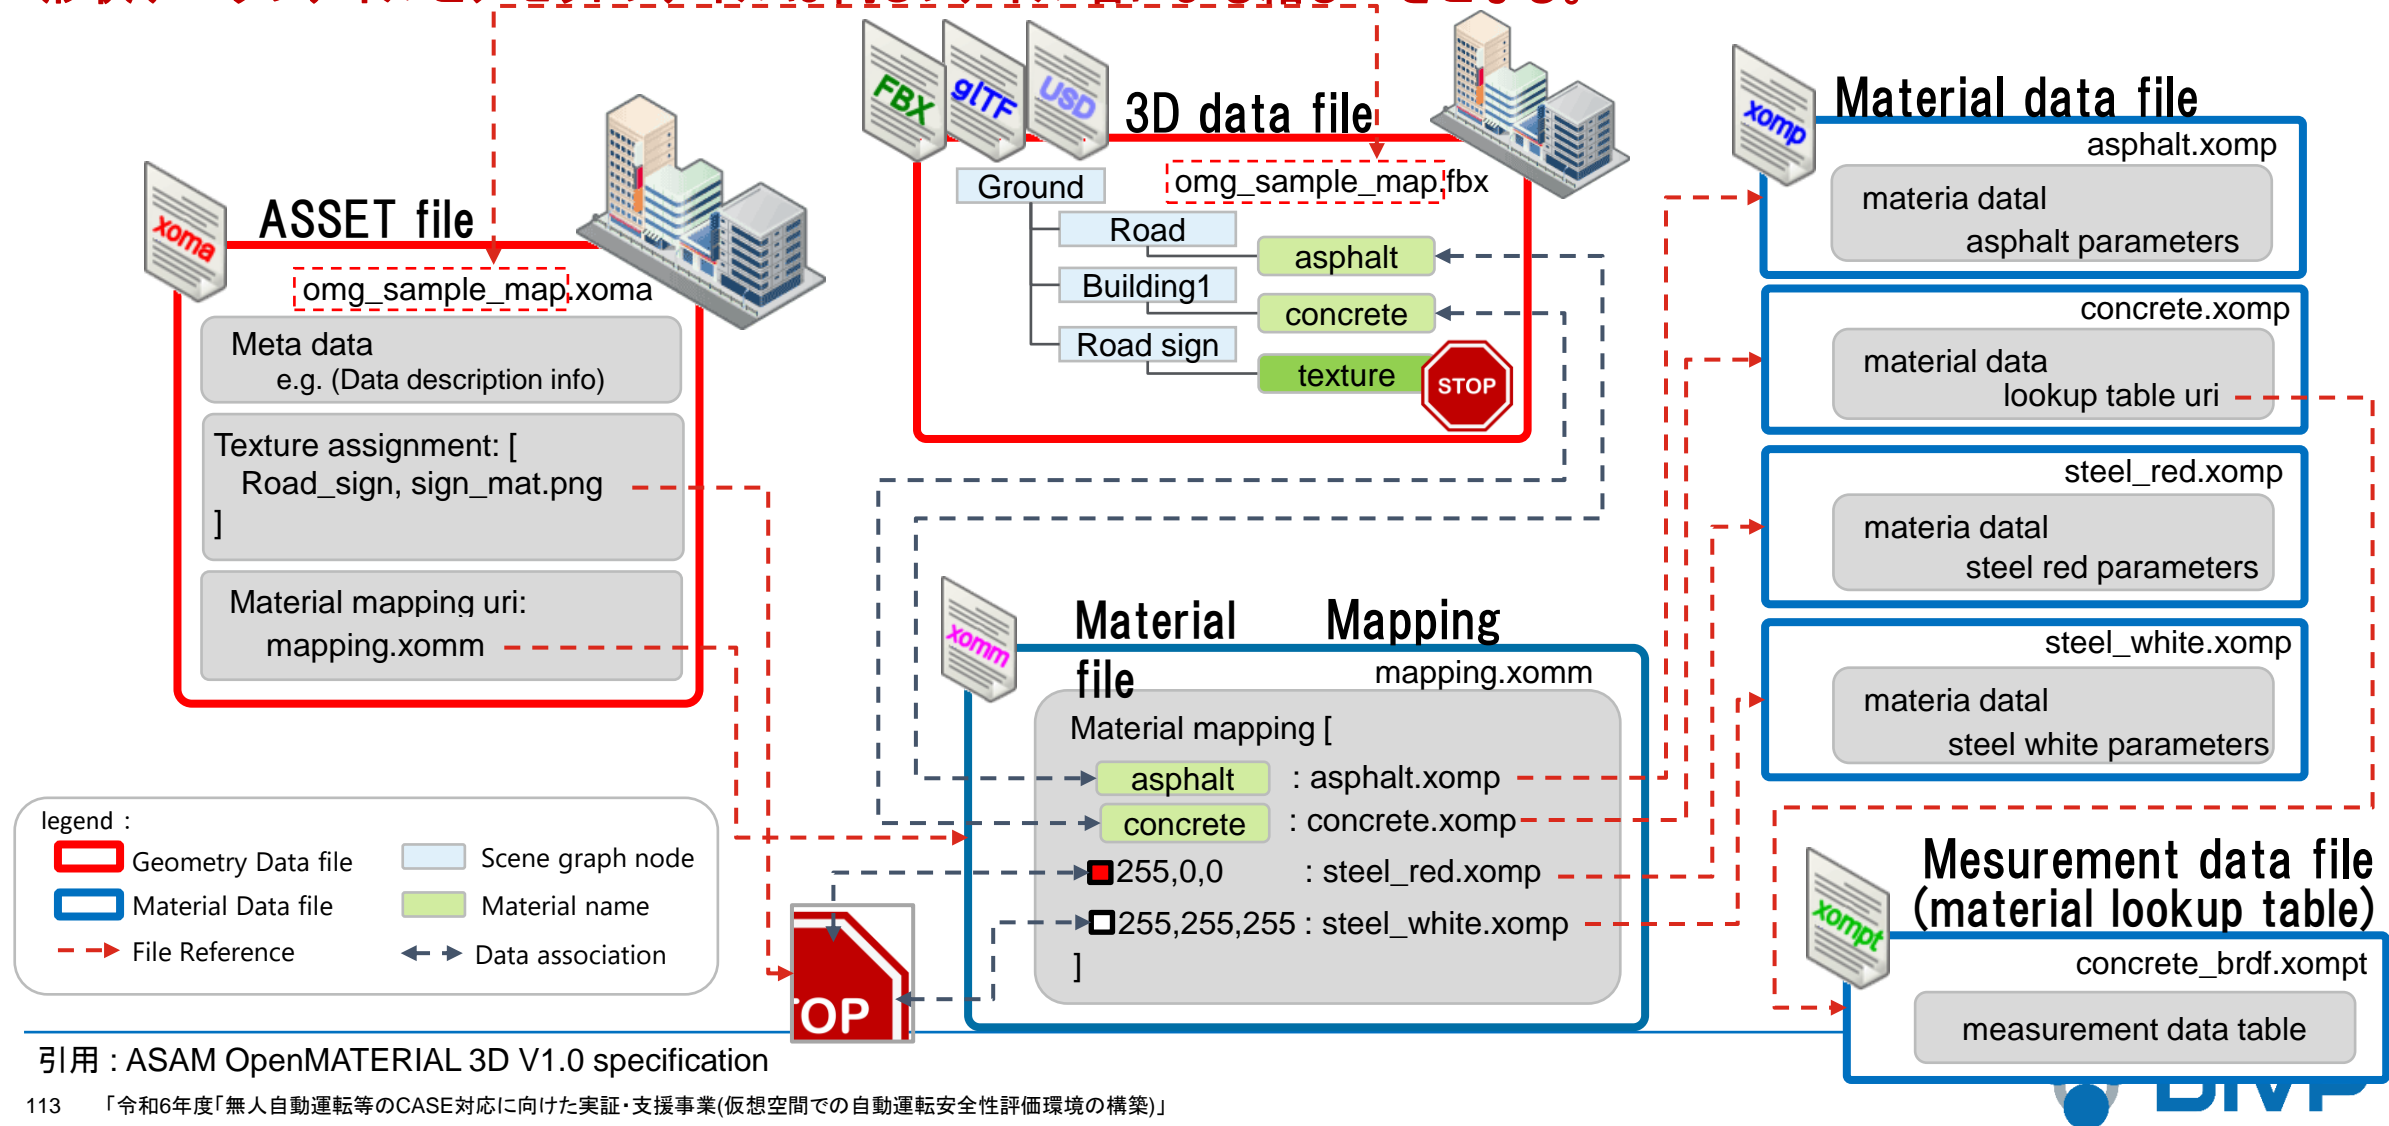 FBX
glTF
USD
3D data file
omg_sample_map.fbx
Ground
Road
asphalt
Building1
concrete
Road sign
texture
STOP
xoma
ASSET file
omg_sample_map.xoma
Meta data
e.g. (Data description info)
Texture assignment: [
Road_sign, sign_mat.png
]
Material mapping uri:
mapping.xomm
xomp
Material data file
asphalt.xomp
materia datal
asphalt parameters
concrete.xomp
material data
lookup table uri
steel_red.xomp
materia datal
steel red parameters
steel_white.xomp
materia datal
steel white parameters
xomm
Material Mapping
file
mapping.xomm
Material mapping [
asphalt : asphalt.xomp
concrete : concrete.xomp
255,0,0 : steel_red.xomp
255,255,255 : steel_white.xomp
]
OP
xompt
Mesurement data file
(material lookup table)
concrete_brdf.xompt
measurement data table
legend :
Geometry Data file
Scene graph node
Material Data file
Material name
File Reference
Data association
引用 : ASAM OpenMATERIAL 3D V1.0 specification
113 「令和6年度「無人自動運転等のCASE対応に向けた実証・支援事業(仮想空間での自動運転安全性評価環境の構築)」